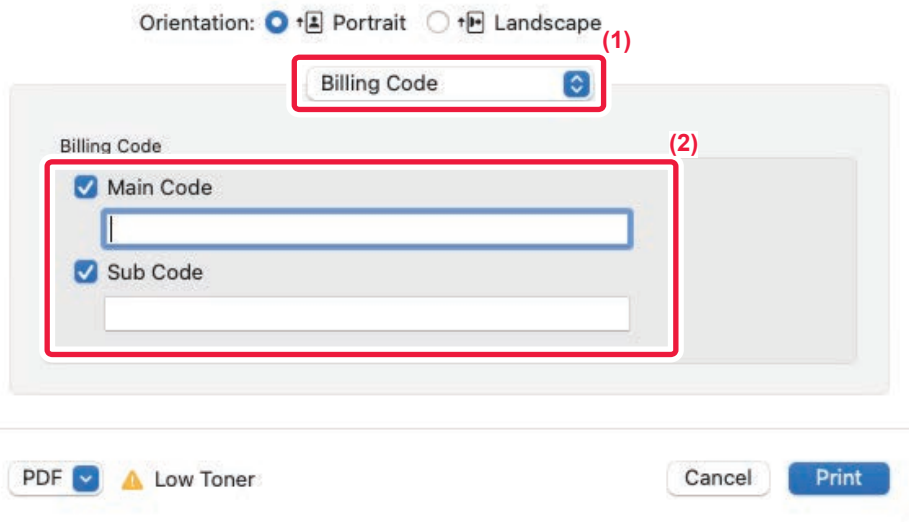 Orientation: Portrait Landscape
(1)
Billing Code
Billing Code
(2)
Main Code
Sub Code
PDF Low Toner Cancel Print